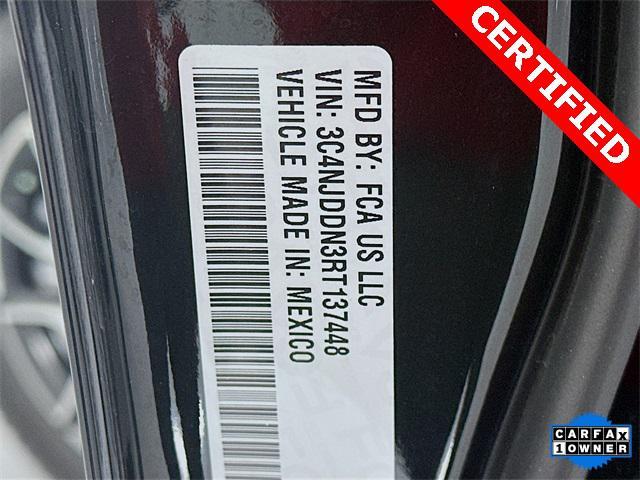 MFD BY: FCA US LLC
VIN: 3C4NJDDN3RT137448
VEHICLE MADE IN: MEXICO
CERTIFIED
CARFAX
1 OWNER